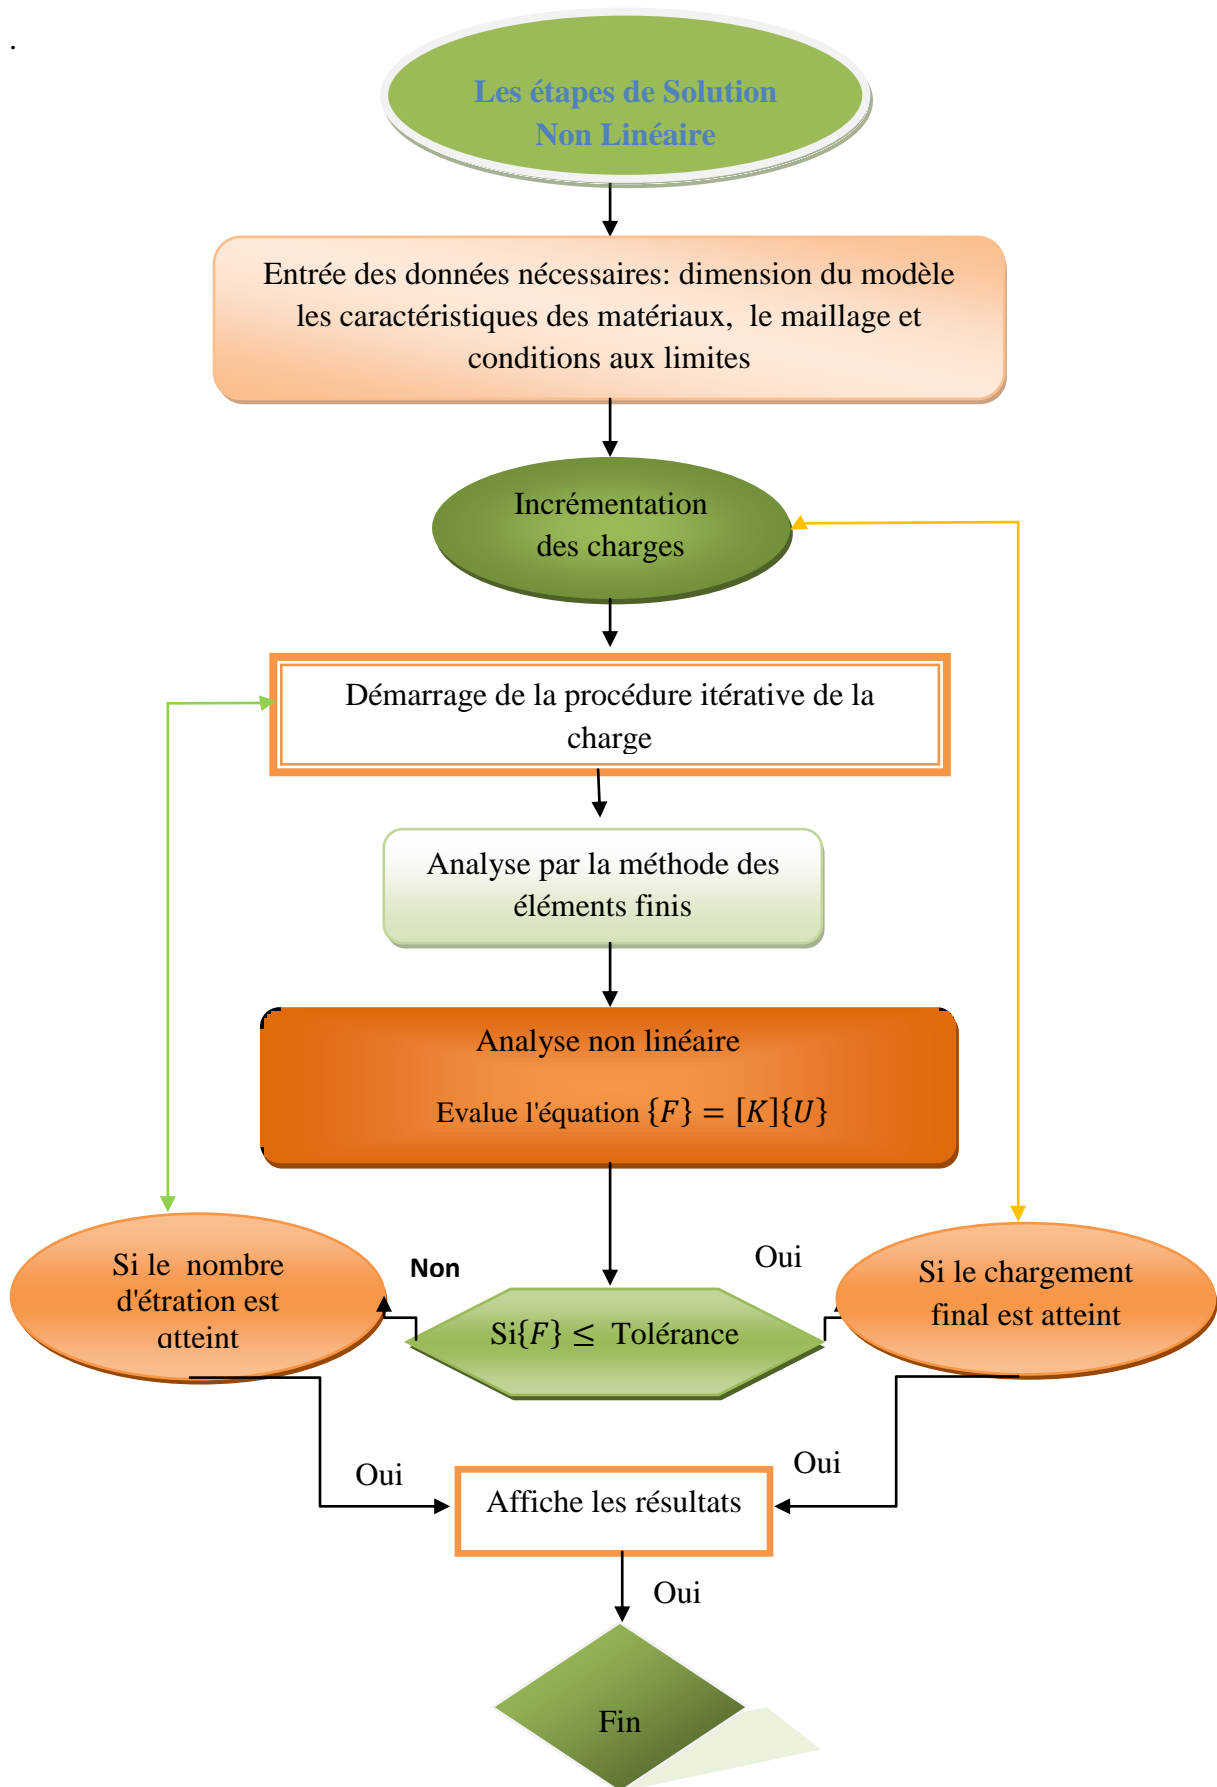 .
Les étapes de Solution
Non Linéaire
Entrée des données nécessaires: dimension du modèle
les caractéristiques des matériaux, le maillage et
conditions aux limites
Incrémentation
des charges
Démarrage de la procédure itérative de la
charge
Analyse par la méthode des
éléments finis
Analyse non linéaire
Evalue l'équation {F} = [K]{U}
Si le nombre
d'étration est
atteint
Non
Si{F} ≤ Tolérance
Oui
Si le chargement
final est atteint
Oui
Affiche les résultats
Oui
Oui
Fin